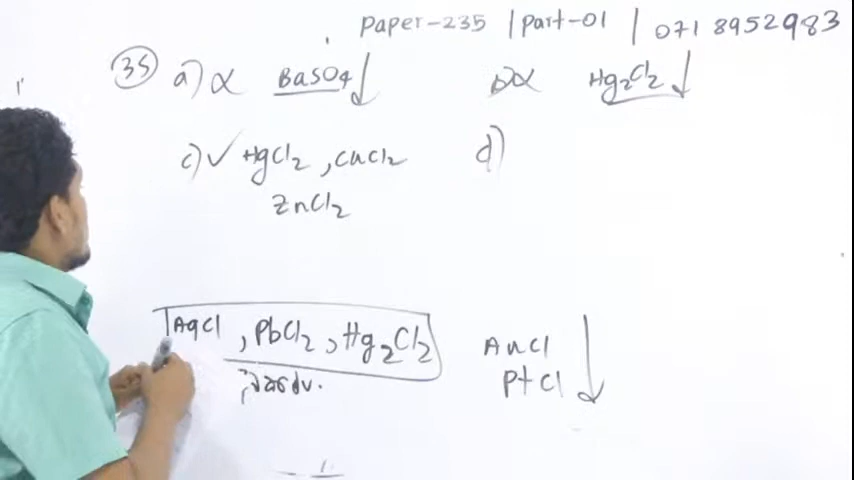 Paper-235 | Part-01 | 071 8952983
35 a) ∝ BaSO4↓ b) ∝ Hg2Cl2↓
c) ✓ HgCl2, CuCl2 d)
ZnCl2
AgCl, PbCl2, Hg2Cl2 AuCl
PtCl ↓